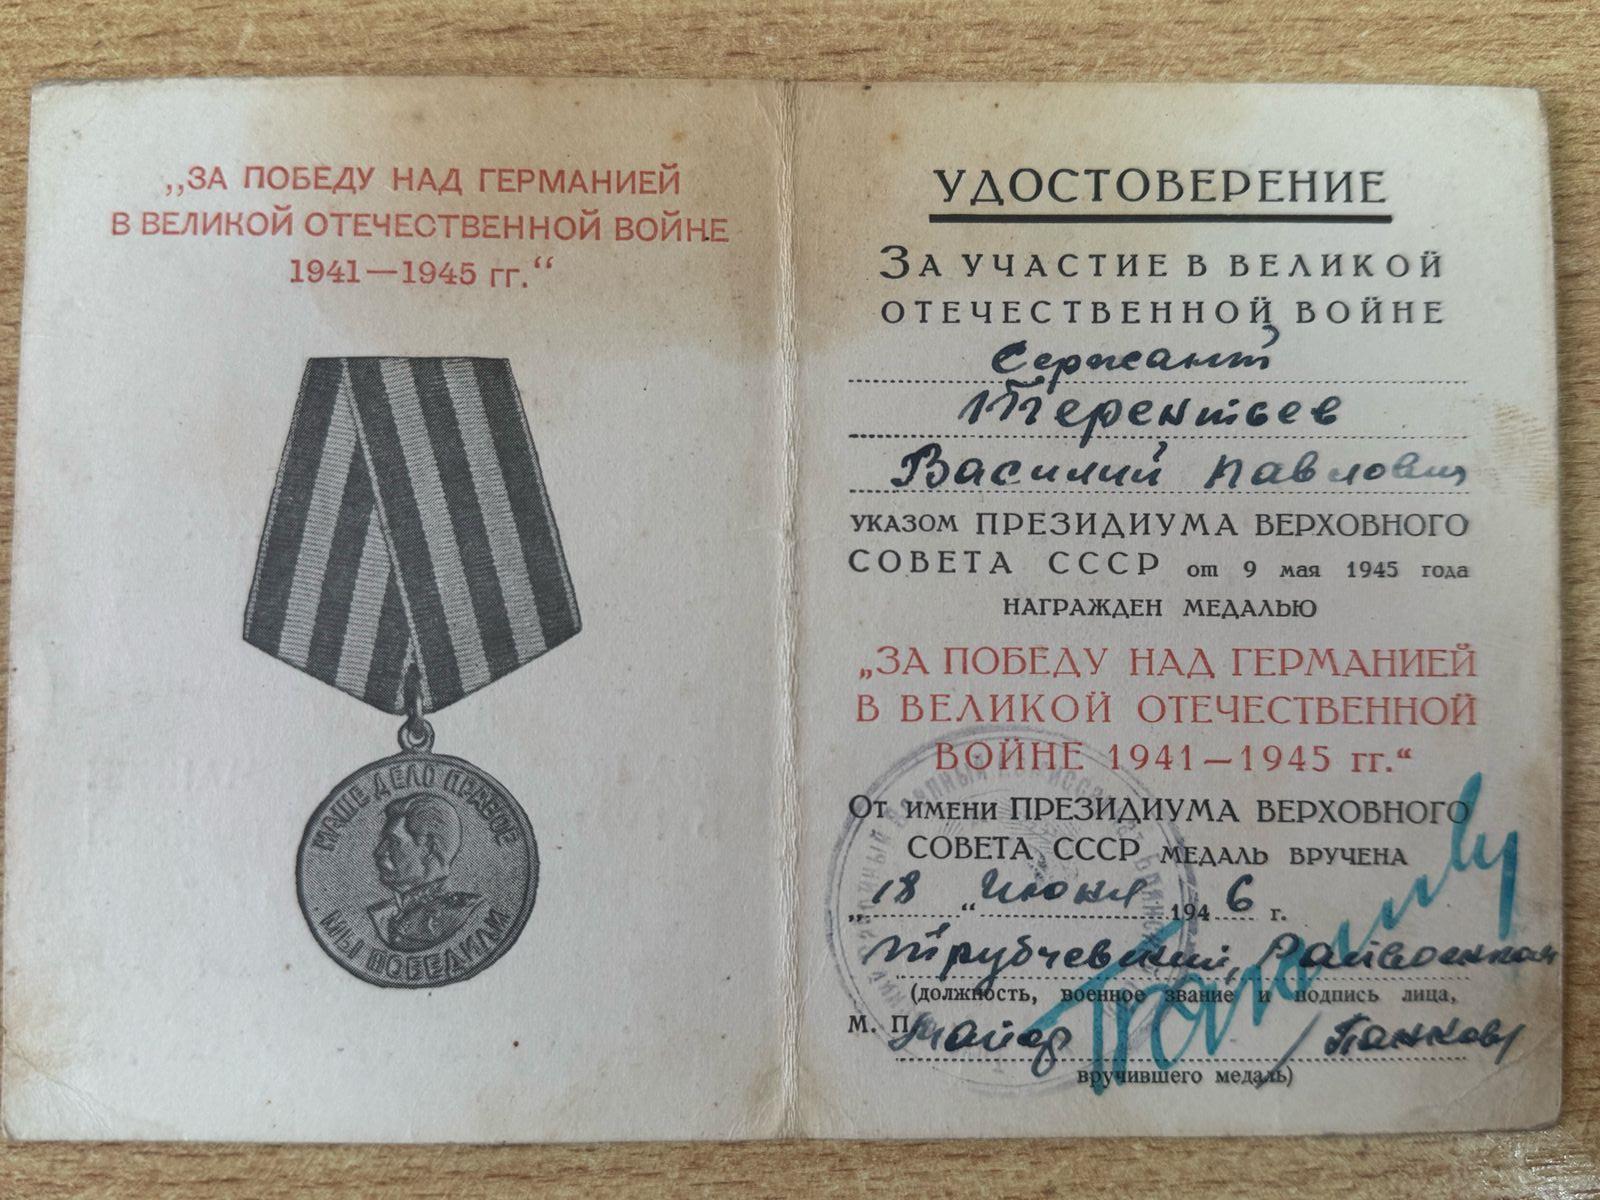 „ЗА ПОБЕДУ НАД ГЕРМАНИЕЙ
В ВЕЛИКОЙ ОТЕЧЕСТВЕННОЙ ВОЙНЕ
1941—1945 гг.“
НАШЕ ДЕЛО ПРАВОЕ
МЫ ПОБЕДИЛИ
УДОСТОВЕРЕНИЕ
ЗА УЧАСТИЕ В ВЕЛИКОЙ
ОТЕЧЕСТВЕННОЙ ВОЙНЕ
Сержант
Терентьев
Василий Павлович
УКАЗОМ ПРЕЗИДИУМА ВЕРХОВНОГО
СОВЕТА СССР от 9 мая 1945 года
НАГРАЖДЕН МЕДАЛЬЮ
„ЗА ПОБЕДУ НАД ГЕРМАНИЕЙ
В ВЕЛИКОЙ ОТЕЧЕСТВЕННОЙ
ВОЙНЕ 1941—1945 гг.“
ОТ ИМЕНИ ПРЕЗИДИУМА ВЕРХОВНОГО
СОВЕТА СССР МЕДАЛЬ ВРУЧЕНА
„18“ Июня 1946 г.
Трубчевский Райвоенком
(должность, военное звание и подпись лица,
М. П. майор /Панков/
вручившего медаль)